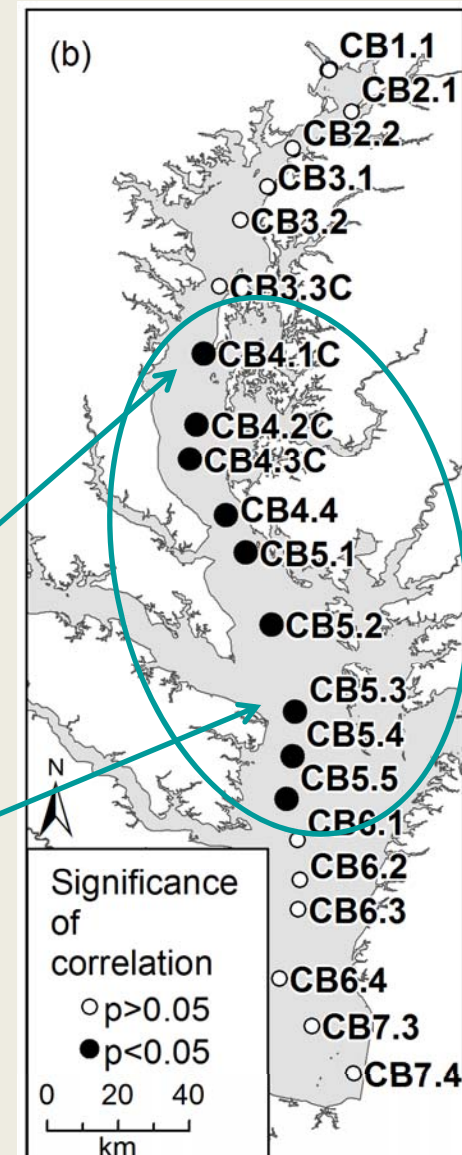 (b)
CB1.1
CB2.1
CB2.2
CB3.1
CB3.2
CB3.3C
CB4.1C
CB4.2C
CB4.3C
CB4.4
CB5.1
CB5.2
CB5.3
CB5.4
CB5.5
CB6.1
CB6.2
CB6.3
CB6.4
CB7.3
CB7.4
N
Significance
of
correlation
p>0.05
p<0.05
0 20 40
km